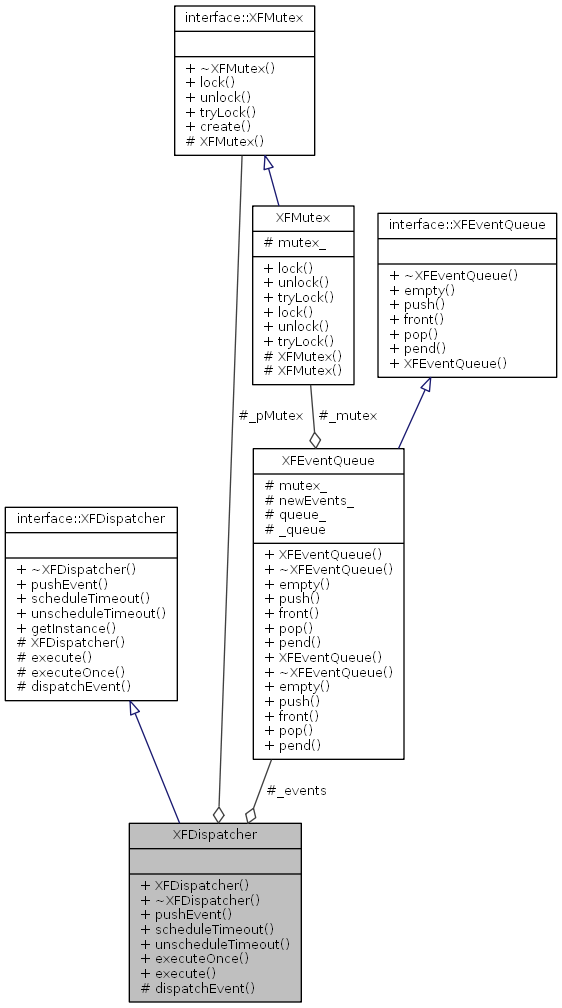 interface::XFMutex
+ ~XFMutex()
+ lock()
+ unlock()
+ tryLock()
+ create()
# XFMutex()
XFMutex
# mutex_
+ lock()
+ unlock()
+ tryLock()
+ lock()
+ unlock()
+ tryLock()
# XFMutex()
# XFMutex()
interface::XFEventQueue
+ ~XFEventQueue()
+ empty()
+ push()
+ front()
+ pop()
+ pend()
+ XFEventQueue()
#_pMutex
#_mutex
XFEventQueue
# mutex_
# newEvents_
# queue_
# _queue
+ XFEventQueue()
+ ~XFEventQueue()
+ empty()
+ push()
+ front()
+ pop()
+ pend()
+ XFEventQueue()
+ ~XFEventQueue()
+ empty()
+ push()
+ front()
+ pop()
+ pend()
interface::XFDispatcher
+ ~XFDispatcher()
+ pushEvent()
+ scheduleTimeout()
+ unscheduleTimeout()
+ getInstance()
# XFDispatcher()
# execute()
# executeOnce()
# dispatchEvent()
#_events
XFDispatcher
+ XFDispatcher()
+ ~XFDispatcher()
+ pushEvent()
+ scheduleTimeout()
+ unscheduleTimeout()
+ executeOnce()
+ execute()
# dispatchEvent()